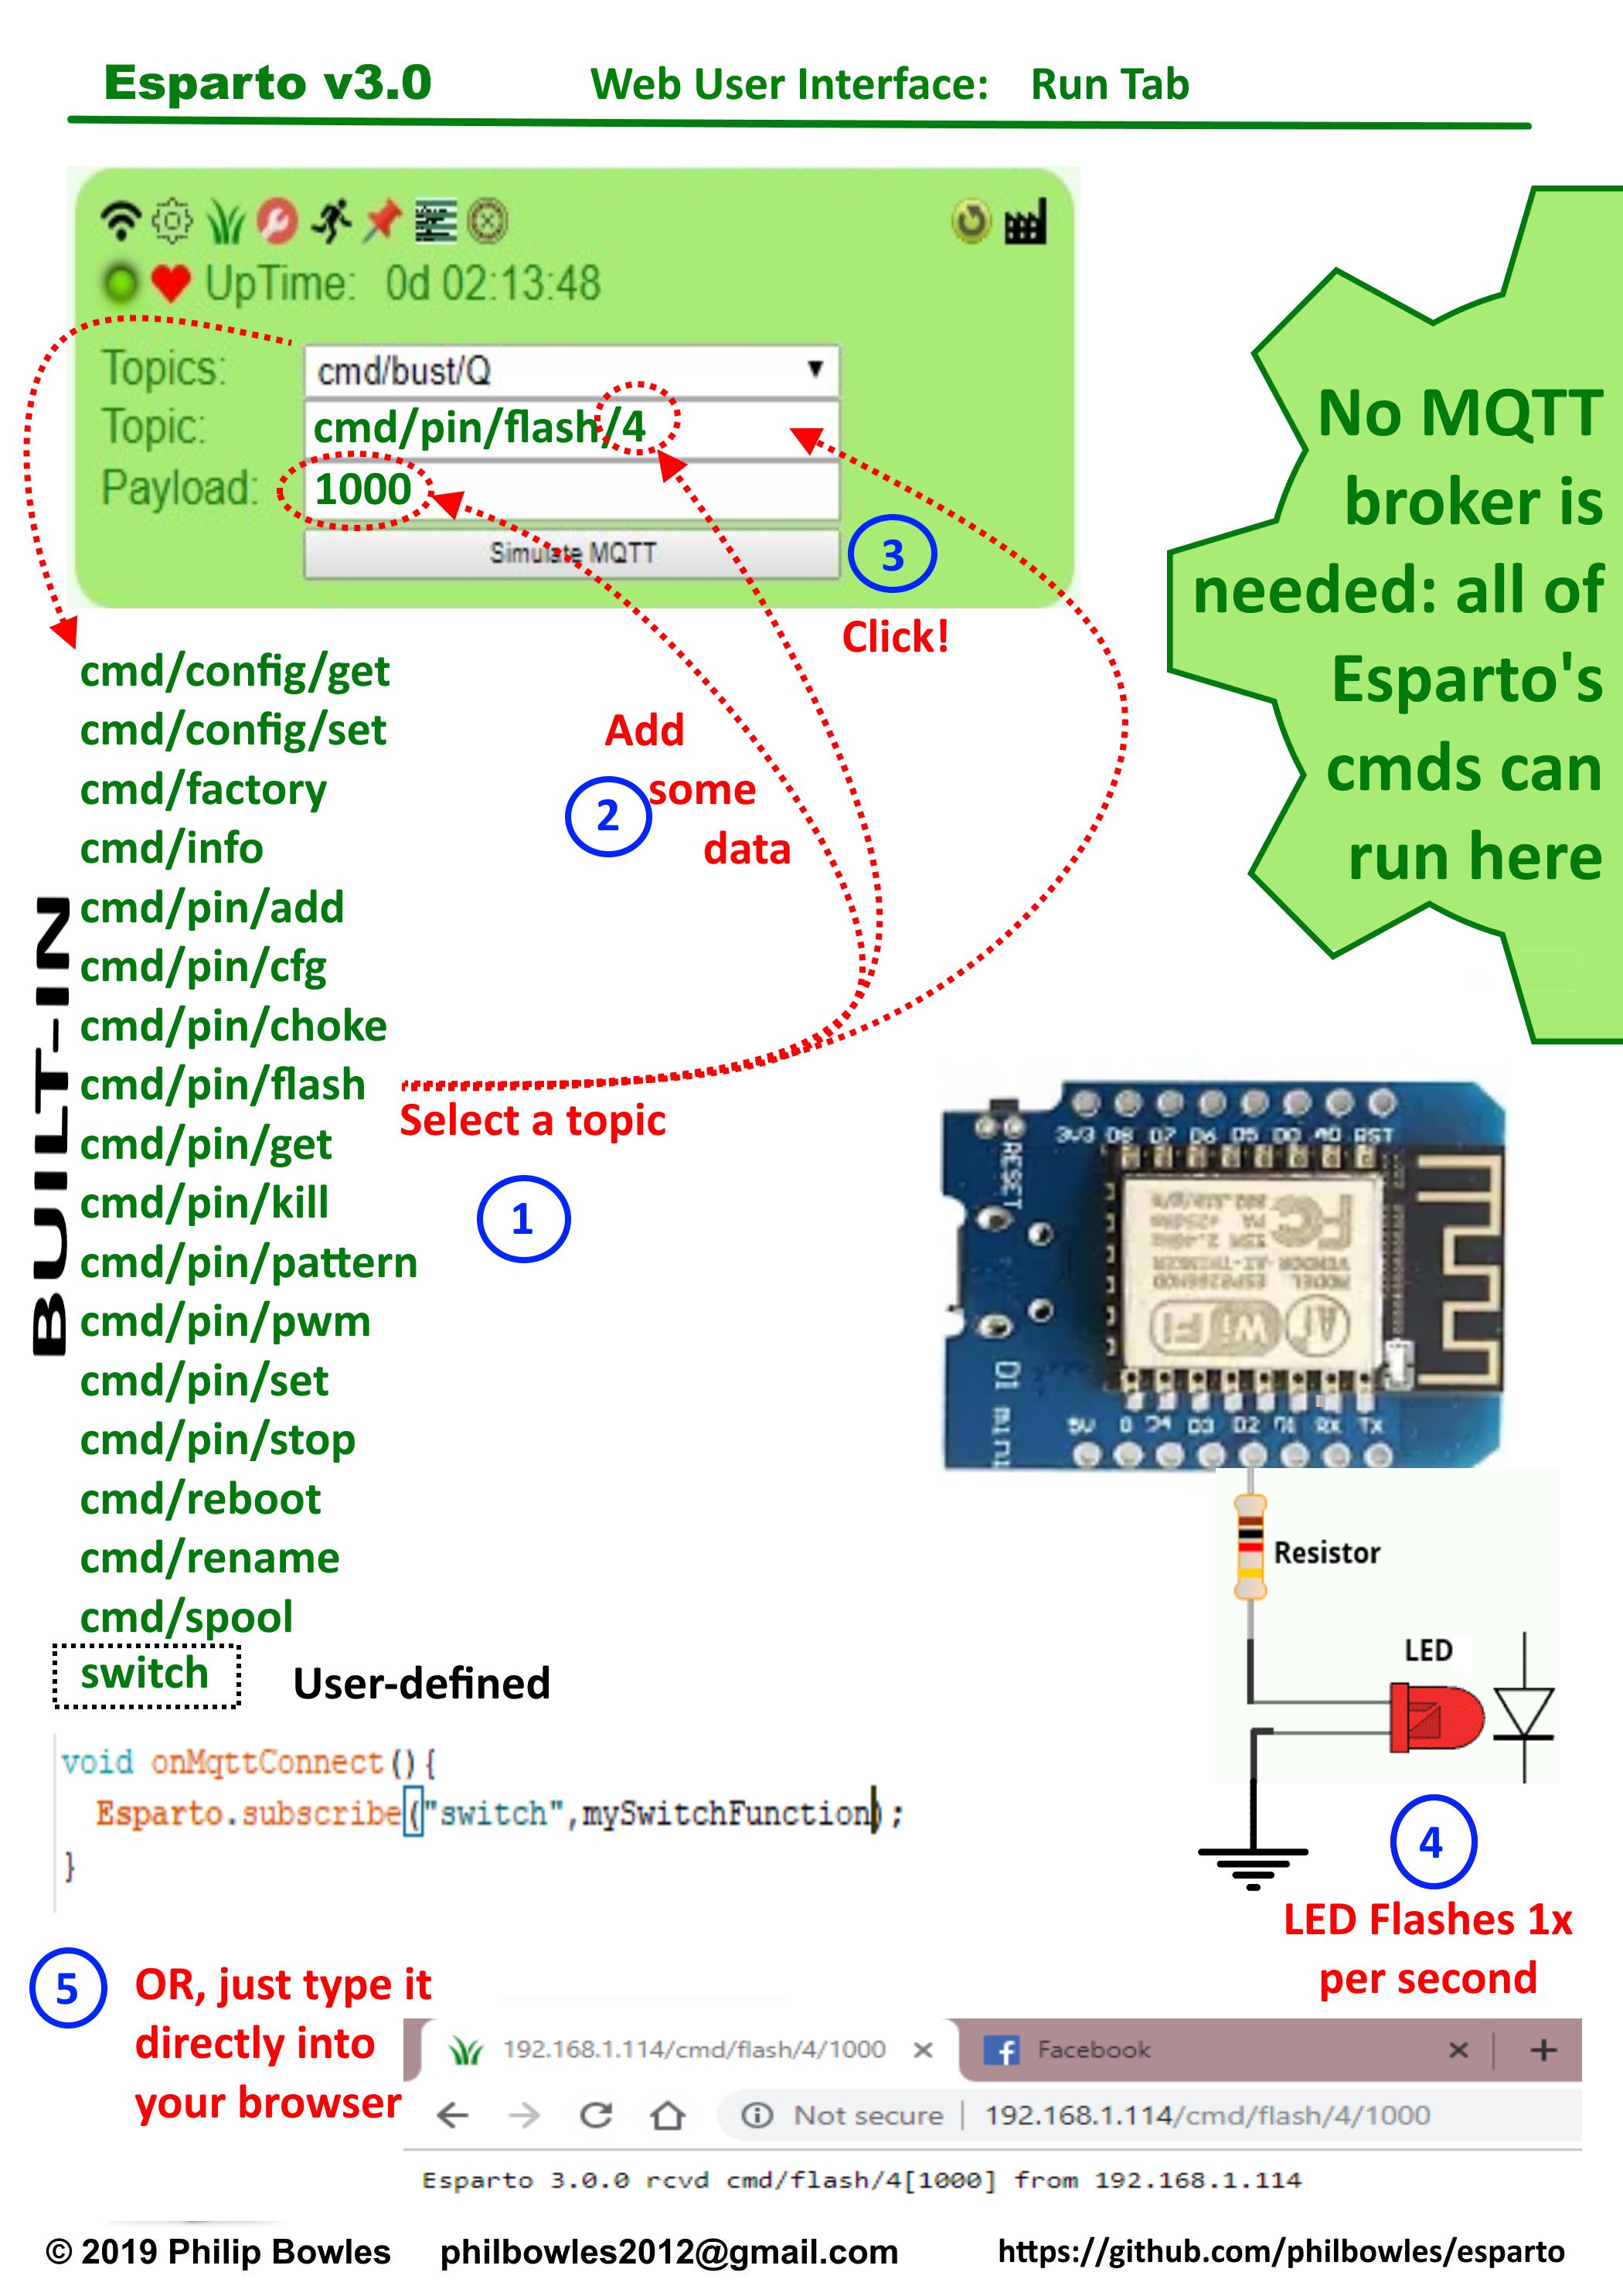 Esparto v3.0 Web User Interface: Run Tab
UpTime: 0d 02:13:48
Topics: cmd/bust/Q
Topic: cmd/pin/flash/4
Payload: 1000
Simulate MQTT
3
Click!
No MQTT
broker is
needed: all of
Esparto's
cmds can
run here
BUILT-IN
cmd/config/get
cmd/config/set
cmd/factory
cmd/info
cmd/pin/add
cmd/pin/cfg
cmd/pin/choke
cmd/pin/flash
cmd/pin/get
cmd/pin/kill
cmd/pin/pattern
cmd/pin/pwm
cmd/pin/set
cmd/pin/stop
cmd/reboot
cmd/rename
cmd/spool
switch User-defined
Add
2 some
data
Select a topic
1
3V3 D8 D7 D6 D5 D0 A0 RST
RESET
FC
WiFi
D1 mini
5V G D4 D3 D2 D1 RX TX
Resistor
LED
4
LED Flashes 1x
per second
void onMqttConnect(){
Esparto.subscribe("switch",mySwitchFunction);
}
5
OR, just type it
directly into
your browser
192.168.1.114/cmd/flash/4/1000 Facebook
Not secure 192.168.1.114/cmd/flash/4/1000
Esparto 3.0.0 rcvd cmd/flash/4[1000] from 192.168.1.114
© 2019 Philip Bowles philbowles2012@gmail.com https://github.com/philbowles/esparto